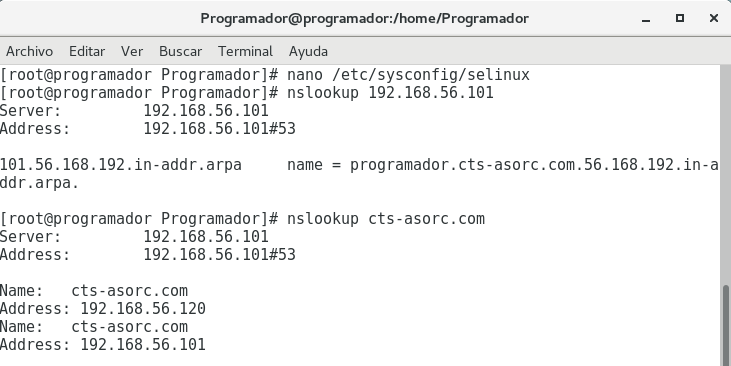 Programador@programador:/home/Programador
Archivo Editar Ver Buscar Terminal Ayuda
[root@programador Programador]# nano /etc/sysconfig/selinux
[root@programador Programador]# nslookup 192.168.56.101
Server:         192.168.56.101
Address:        192.168.56.101#53

101.56.168.192.in-addr.arpa     name = programador.cts-asorc.com.56.168.192.in-a
ddr.arpa.

[root@programador Programador]# nslookup cts-asorc.com
Server:         192.168.56.101
Address:        192.168.56.101#53

Name:   cts-asorc.com
Address: 192.168.56.120
Name:   cts-asorc.com
Address: 192.168.56.101